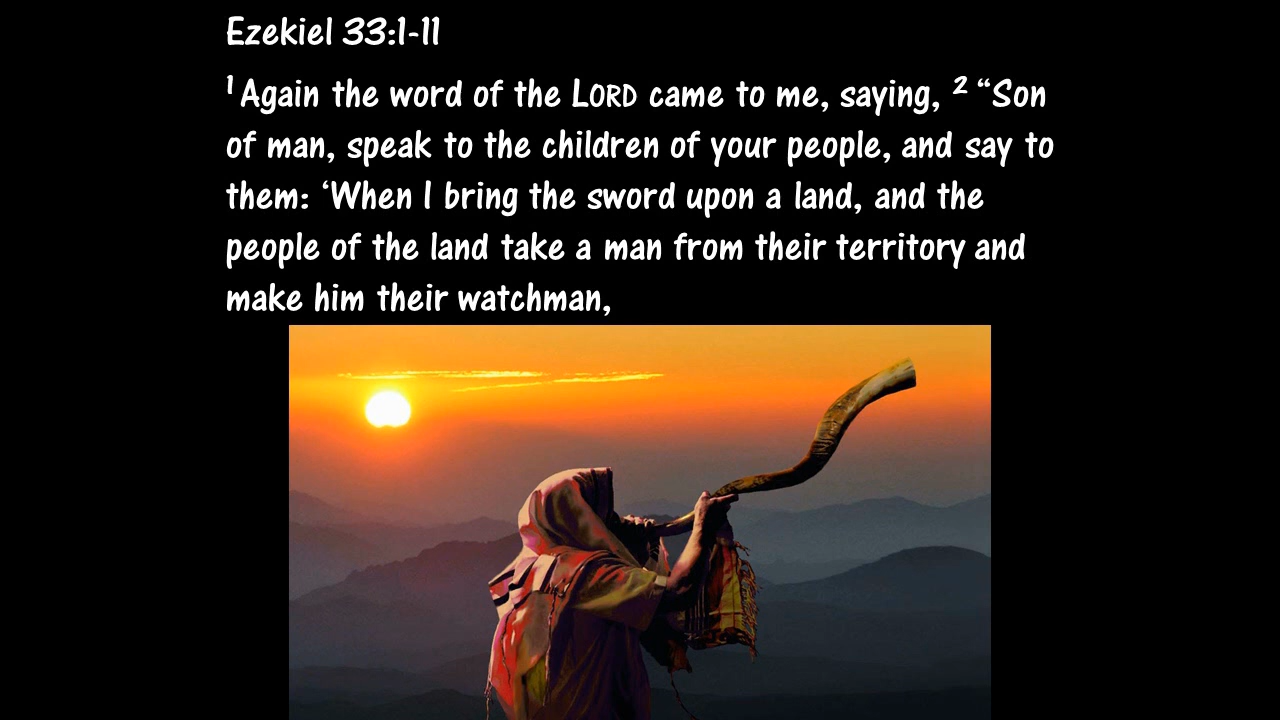 Ezekiel 33:1-11
¹ Again the word of the LORD came to me, saying, ² “Son
of man, speak to the children of your people, and say to
them: ‘When I bring the sword upon a land, and the
people of the land take a man from their territory and
make him their watchman,